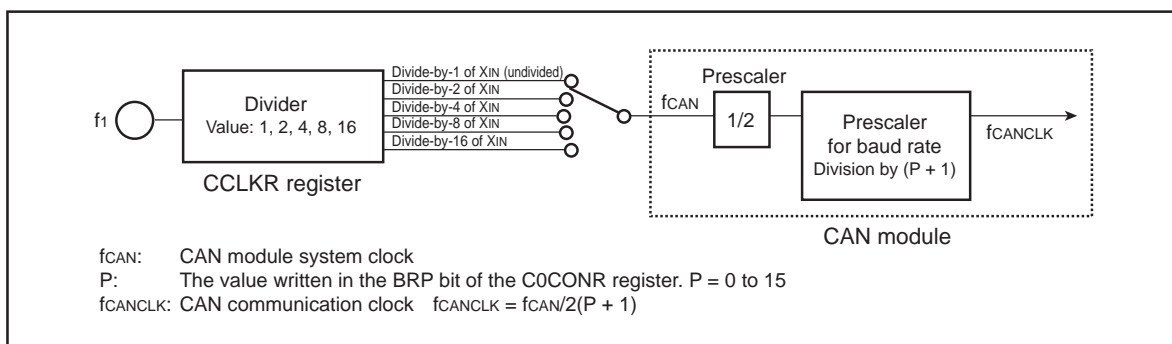 f1
Divider
Value: 1, 2, 4, 8, 16
CCLKR register
Divide-by-1 of XIN (undivided)
Divide-by-2 of XIN
Divide-by-4 of XIN
Divide-by-8 of XIN
Divide-by-16 of XIN
fCAN
Prescaler
1/2
Prescaler
for baud rate
Division by (P + 1)
fCANCLK
CAN module
fCAN: CAN module system clock
P: The value written in the BRP bit of the C0CONR register. P = 0 to 15
fCANCLK: CAN communication clock fCANCLK = fCAN/2(P + 1)